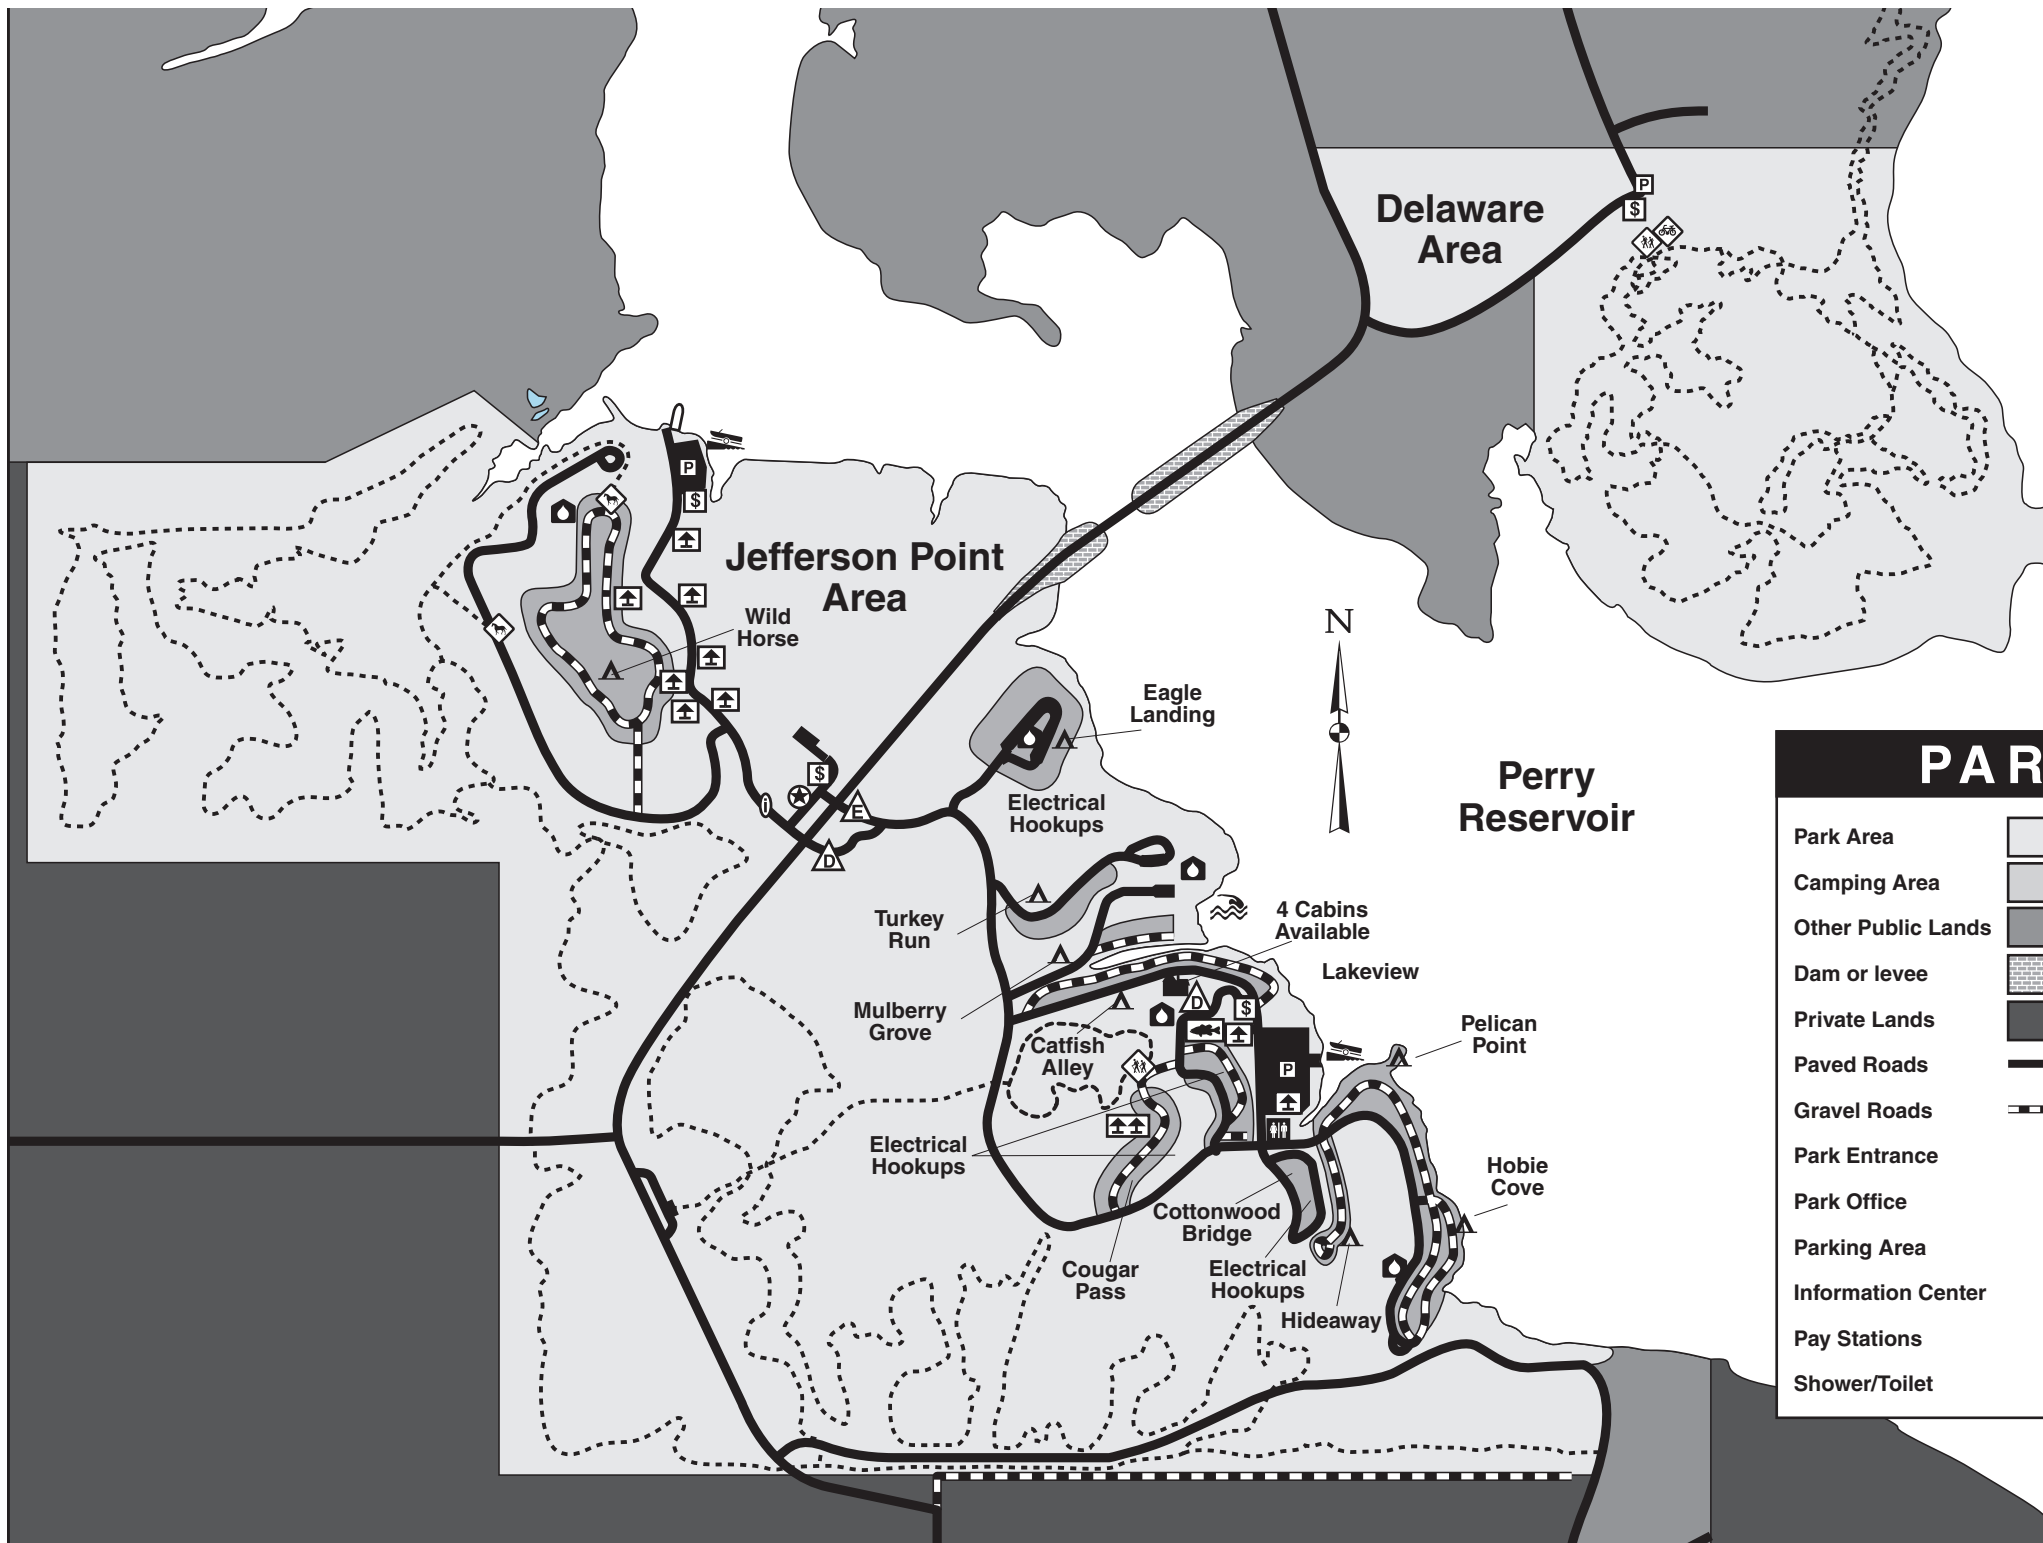 Delaware
Area
P
$
P
$
Jefferson Point
Area
Wild
Horse
N
Eagle
Landing
Electrical
Hookups
Perry
Reservoir
$
i
E
D
Turkey
Run
4 Cabins
Available
Lakeview
Mulberry
Grove
D
$
Catfish
Alley
Pelican
Point
P
Electrical
Hookups
Hobie
Cove
Cottonwood
Bridge
Cougar
Pass
Electrical
Hookups
Hideaway
PAR
Park Area
Camping Area
Other Public Lands
Dam or levee
Private Lands
Paved Roads
Gravel Roads
Park Entrance
Park Office
Parking Area
Information Center
Pay Stations
Shower/Toilet